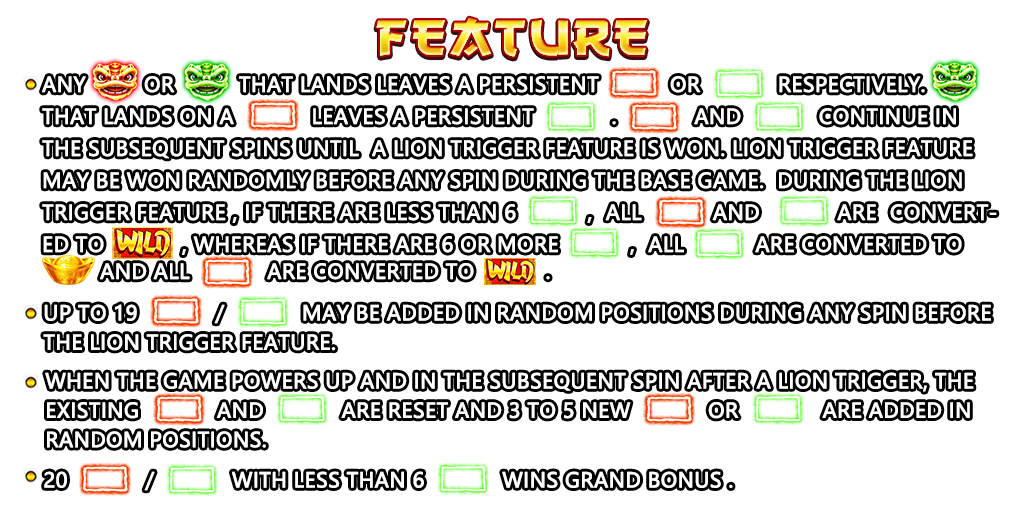 FEATURE
• ANY OR THAT LANDS LEAVES A PERSISTENT OR RESPECTIVELY.
THAT LANDS ON A LEAVES A PERSISTENT . AND CONTINUE IN
THE SUBSEQUENT SPINS UNTIL A LION TRIGGER FEATURE IS WON. LION TRIGGER FEATURE
MAY BE WON RANDOMLY BEFORE ANY SPIN DURING THE BASE GAME. DURING THE LION
TRIGGER FEATURE , IF THERE ARE LESS THAN 6 , ALL AND ARE CONVERT-
ED TO WILD , WHEREAS IF THERE ARE 6 OR MORE , ALL ARE CONVERTED TO
AND ALL ARE CONVERTED TO WILD .
• UP TO 19 / MAY BE ADDED IN RANDOM POSITIONS DURING ANY SPIN BEFORE
THE LION TRIGGER FEATURE.
• WHEN THE GAME POWERS UP AND IN THE SUBSEQUENT SPIN AFTER A LION TRIGGER, THE
EXISTING AND ARE RESET AND 3 TO 5 NEW OR ARE ADDED IN
RANDOM POSITIONS.
• 20 / WITH LESS THAN 6 WINS GRAND BONUS .